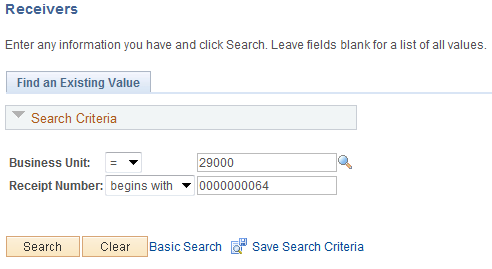 Receivers
Enter any information you have and click Search. Leave fields blank for a list of all values.
Find an Existing Value
Search Criteria
Business Unit: = 29000
Receipt Number: begins with 0000000064
Search Clear Basic Search Save Search Criteria